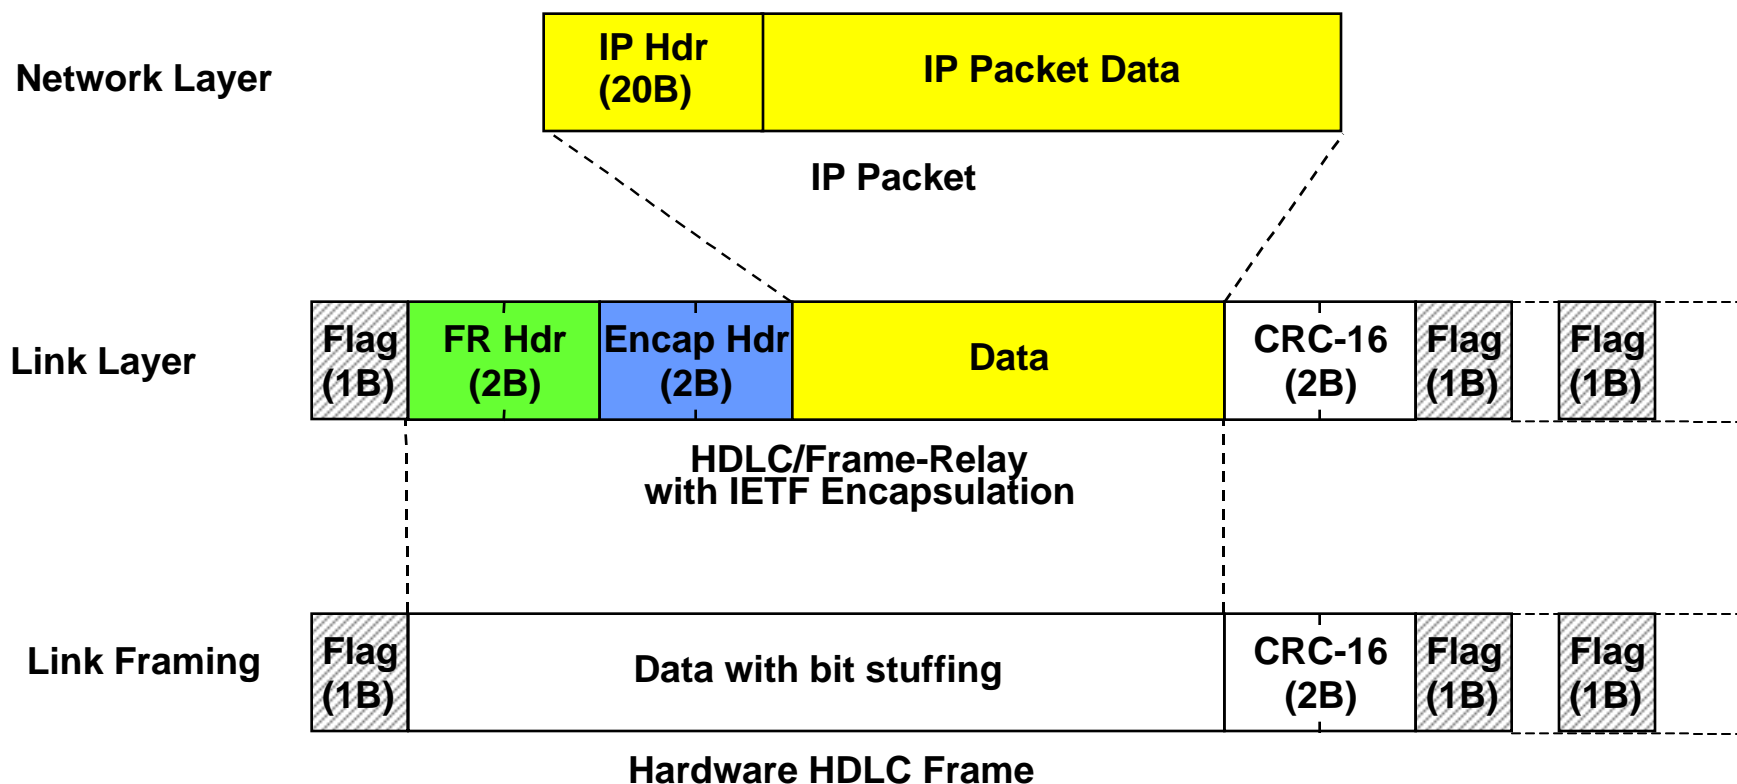 Network Layer
IP Hdr
(20B)
IP Packet Data
IP Packet
Link Layer
Flag
(1B)
FR Hdr
(2B)
Encap Hdr
(2B)
Data
CRC-16
(2B)
Flag
(1B)
Flag
(1B)
HDLC/Frame-Relay
with IETF Encapsulation
Link Framing
Flag
(1B)
Data with bit stuffing
CRC-16
(2B)
Flag
(1B)
Flag
(1B)
Hardware HDLC Frame